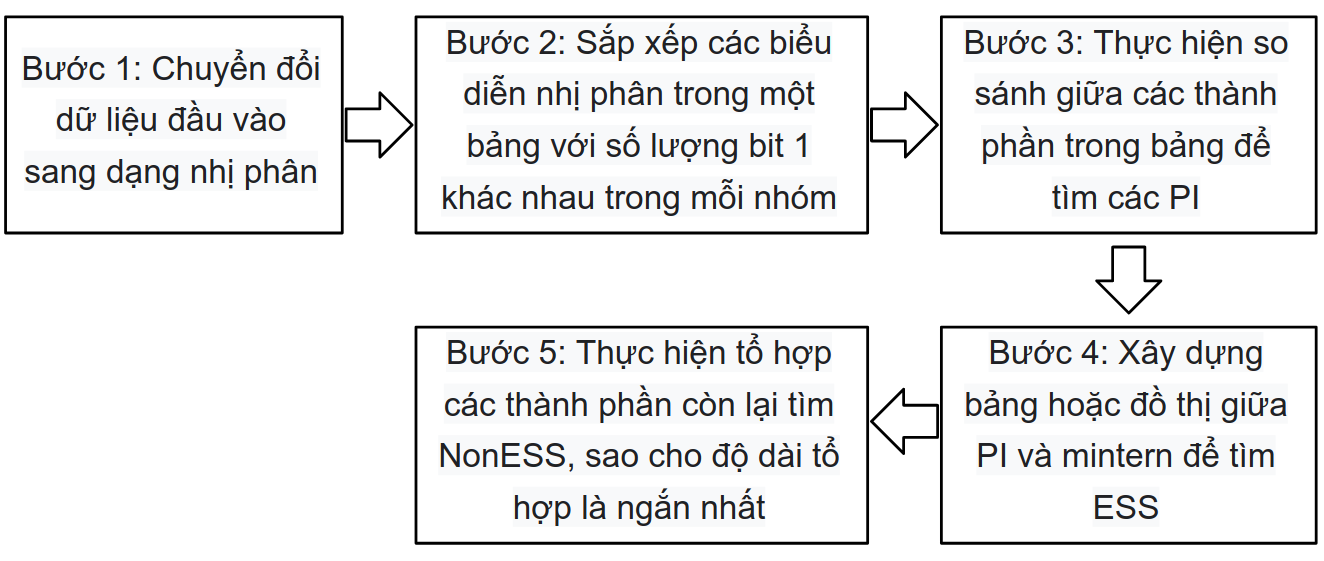 Bước 1: Chuyển đổi
dữ liệu đầu vào
sang dạng nhị phân
Bước 2: Sắp xếp các biểu
diễn nhị phân trong một
bảng với số lượng bit 1
khác nhau trong mỗi nhóm
Bước 3: Thực hiện so
sánh giữa các thành
phần trong bảng để
tìm các PI
Bước 4: Xây dựng
bảng hoặc đồ thị giữa
PI và mintern để tìm
ESS
Bước 5: Thực hiện tổ hợp
các thành phần còn lại tìm
NonESS, sao cho độ dài tổ
hợp là ngắn nhất